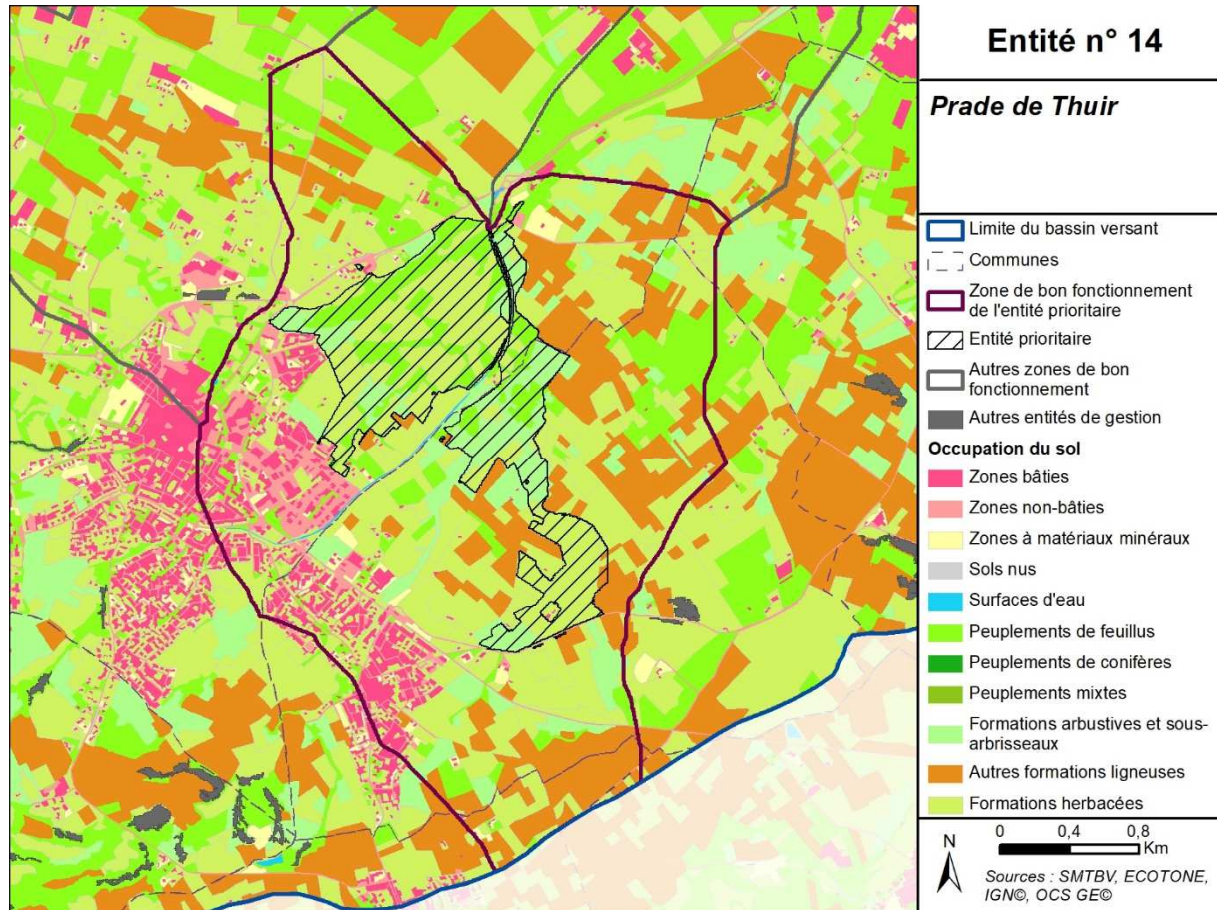 Entité n° 14
Prade de Thuir
Limite du bassin versant
Communes
Zone de bon fonctionnement
de l'entité prioritaire
Entité prioritaire
Autres zones de bon
fonctionnement
Autres entités de gestion
Occupation du sol
Zones bâties
Zones non-bâties
Zones à matériaux minéraux
Sols nus
Surfaces d'eau
Peuplements de feuillus
Peuplements de conifères
Peuplements mixtes
Formations arbustives et sous-
arbrisseaux
Autres formations ligneuses
Formations herbacées
N
0 0,4 0,8
Km
Sources : SMTBV, ECOTONE,
IGN©, OCS GE©